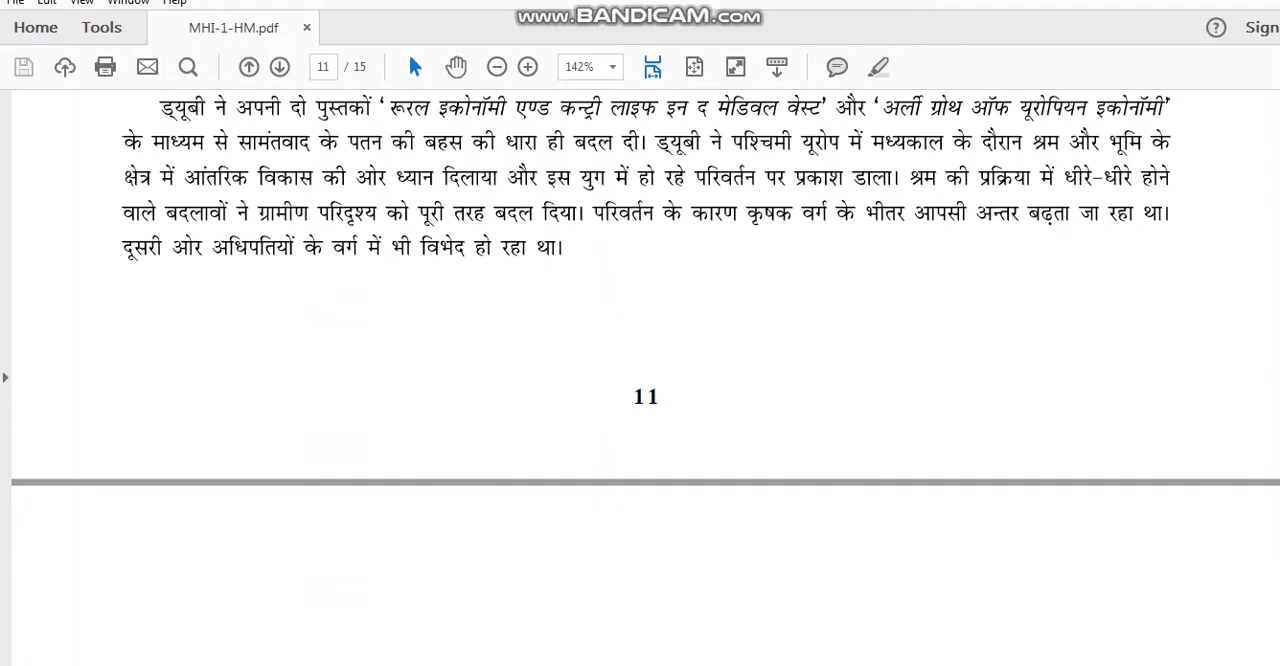 File Edit View Window Help
www.BANDICAM.com
Home Tools MHI-1-HM.pdf × ? Sign
11 / 15 142%
ड्यूबी ने अपनी दो पुस्तकों ‘रूरल इकोनॉमी एण्ड कन्ट्री लाइफ इन द मेडिवल वेस्ट’ और ‘अर्ली ग्रोथ ऑफ यूरोपियन इकोनॉमी’
के माध्यम से सामंतवाद के पतन की बहस की धारा ही बदल दी। ड्यूबी ने पश्चिमी यूरोप में मध्यकाल के दौरान श्रम और भूमि के
क्षेत्र में आंतरिक विकास की ओर ध्यान दिलाया और इस युग में हो रहे परिवर्तन पर प्रकाश डाला। श्रम की प्रक्रिया में धीरे-धीरे होने
वाले बदलावों ने ग्रामीण परिदृश्य को पूरी तरह बदल दिया। परिवर्तन के कारण कृषक वर्ग के भीतर आपसी अन्तर बढ़ता जा रहा था।
दूसरी ओर अधिपतियों के वर्ग में भी विभेद हो रहा था।
11